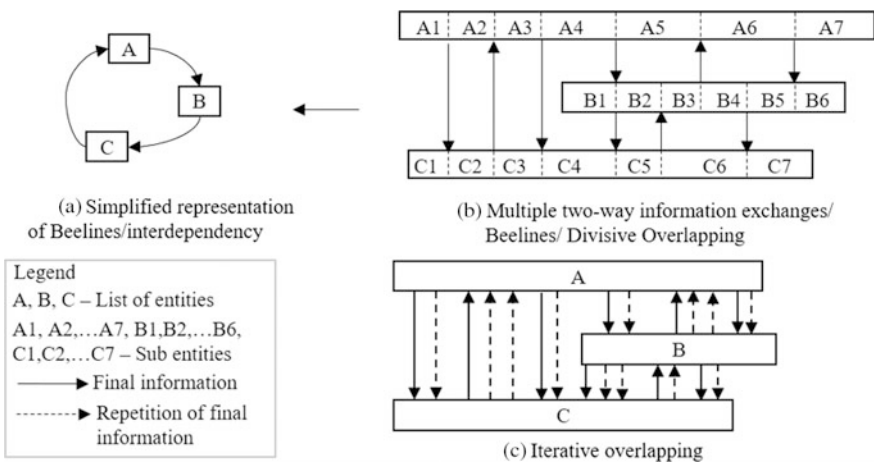 A
B
C
(a) Simplified representation
of Beelines/interdependency
A1 A2 A3 A4 A5 A6 A7
B1 B2 B3 B4 B5 B6
C1 C2 C3 C4 C5 C6 C7
(b) Multiple two-way information exchanges/
Beelines/ Divisive Overlapping
Legend
A, B, C – List of entities
A1, A2,…A7, B1,B2,…B6,
C1,C2,…C7 – Sub entities
Final information
Repetition of final
information
A
B
C
(c) Iterative overlapping